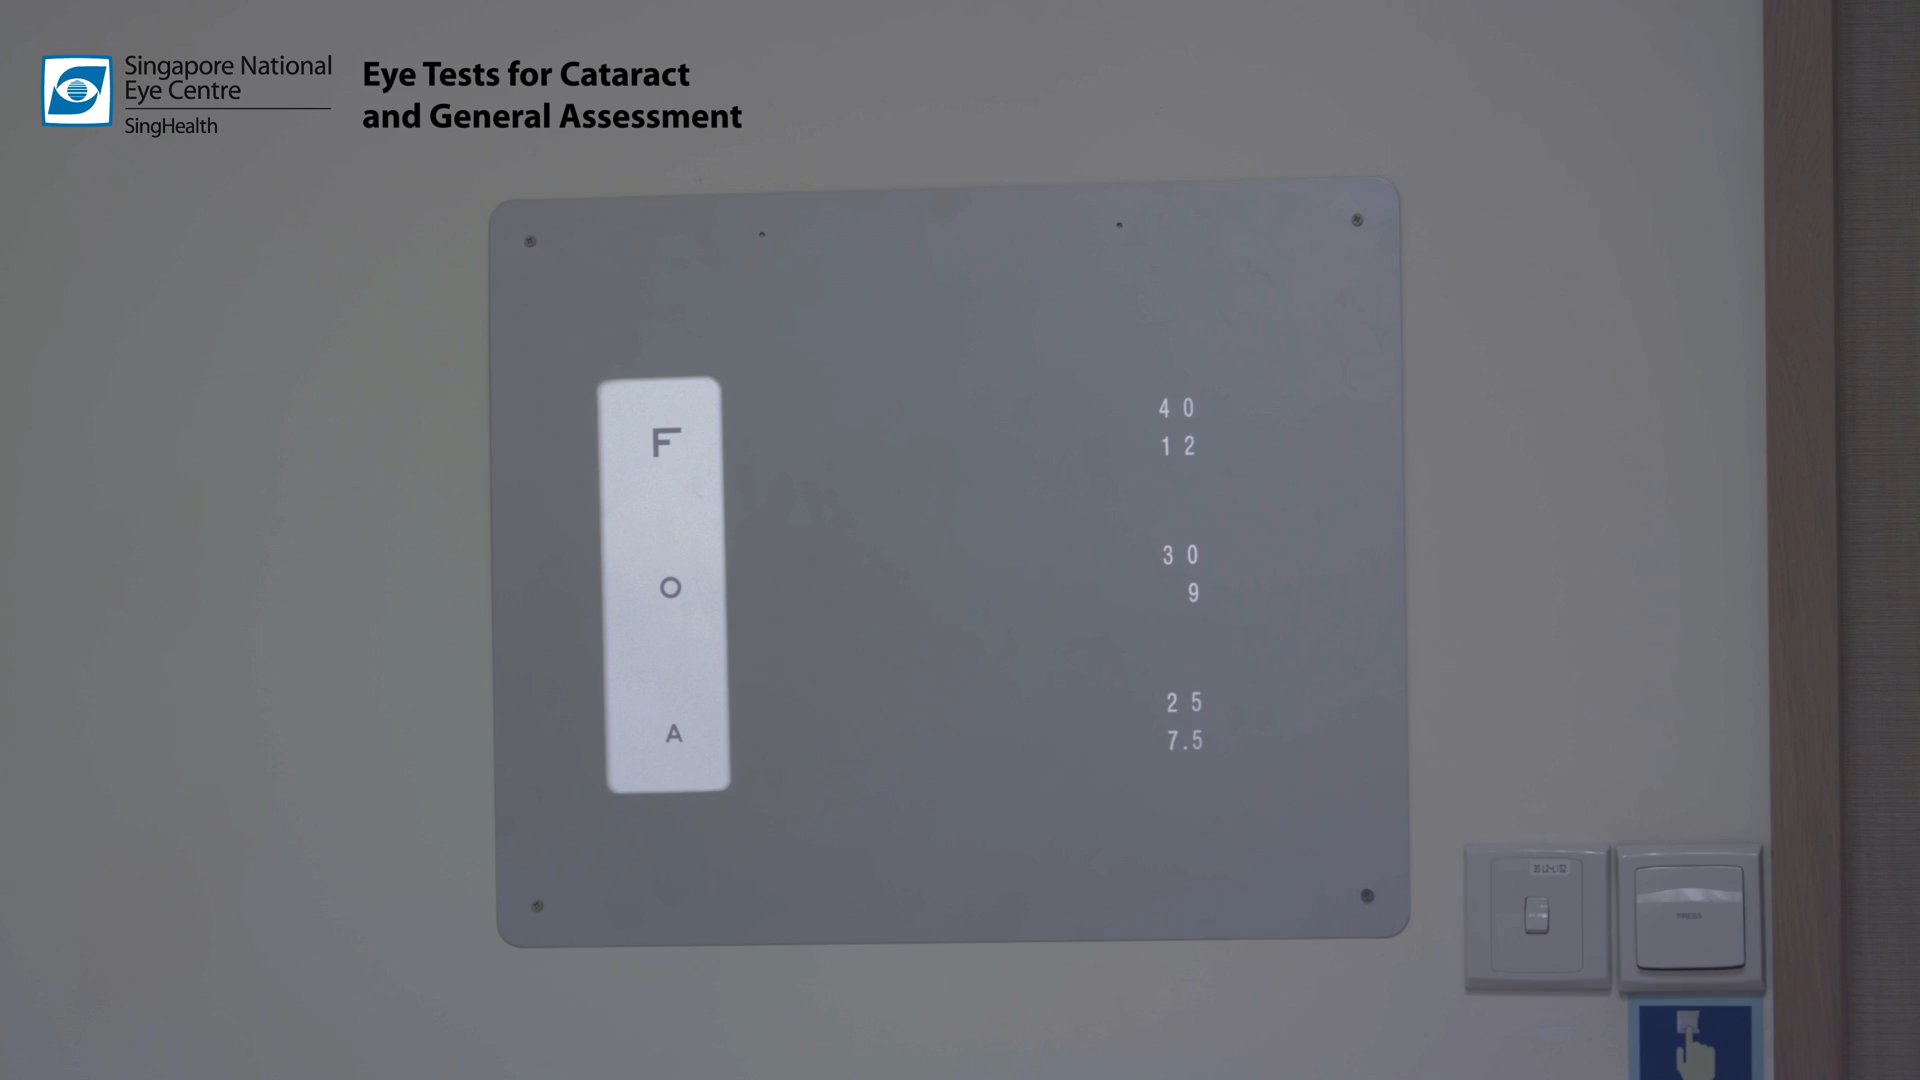 Singapore National
Eye Centre
SingHealth
Eye Tests for Cataract
and General Assessment
F
4 0
1 2
O
3 0
9
A
2 5
7.5
PRESS